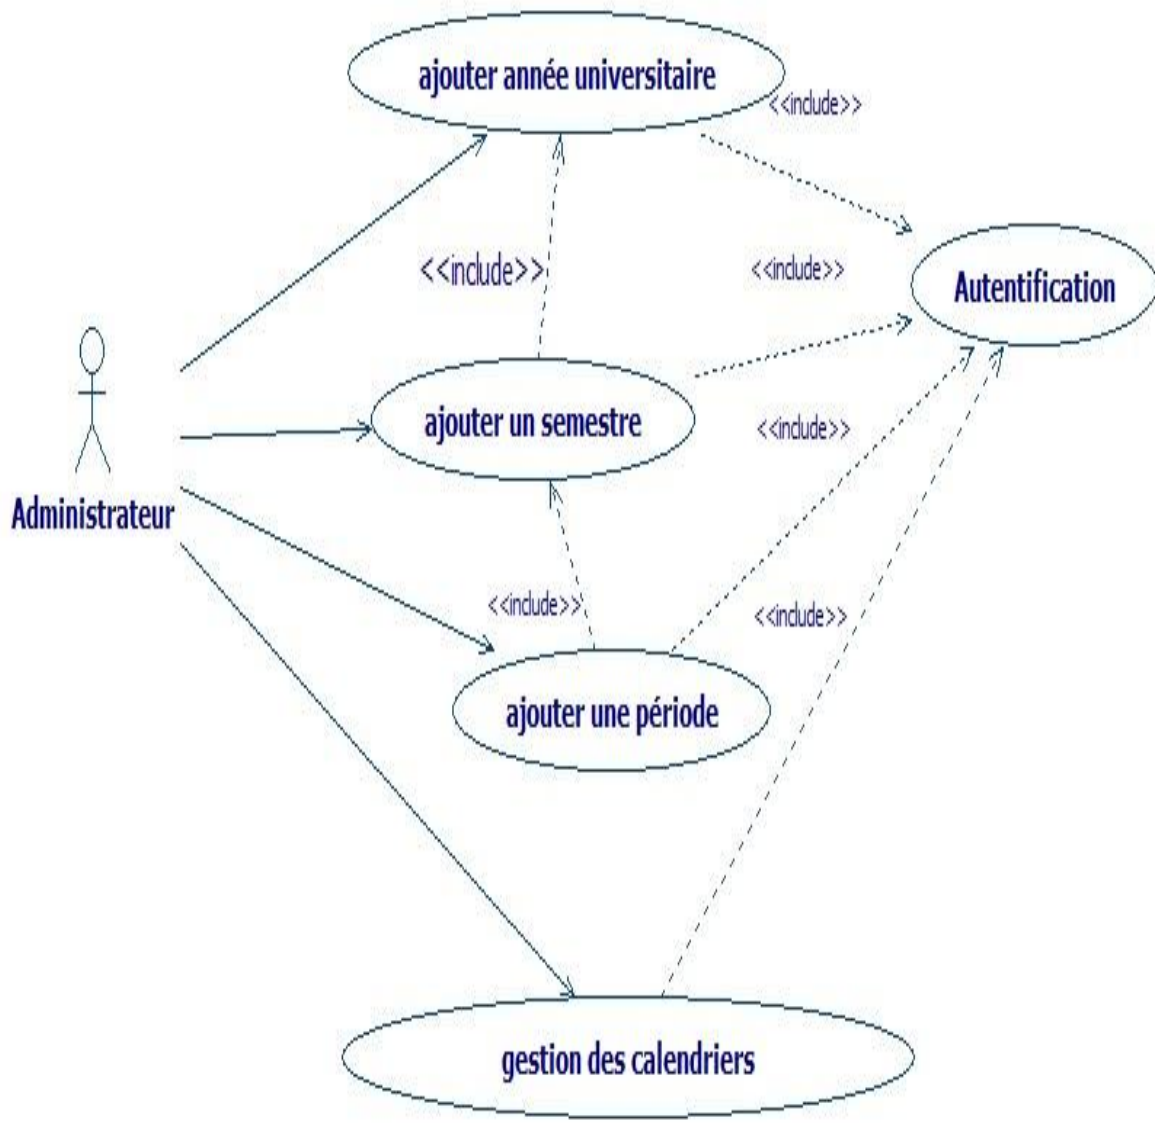 ajouter année universitaire
<<include>>
<<include>>
<<include>>
Autentification
ajouter un semestre
<<include>>
Administrateur
<<include>>
<<include>>
ajouter une période
gestion des calendriers